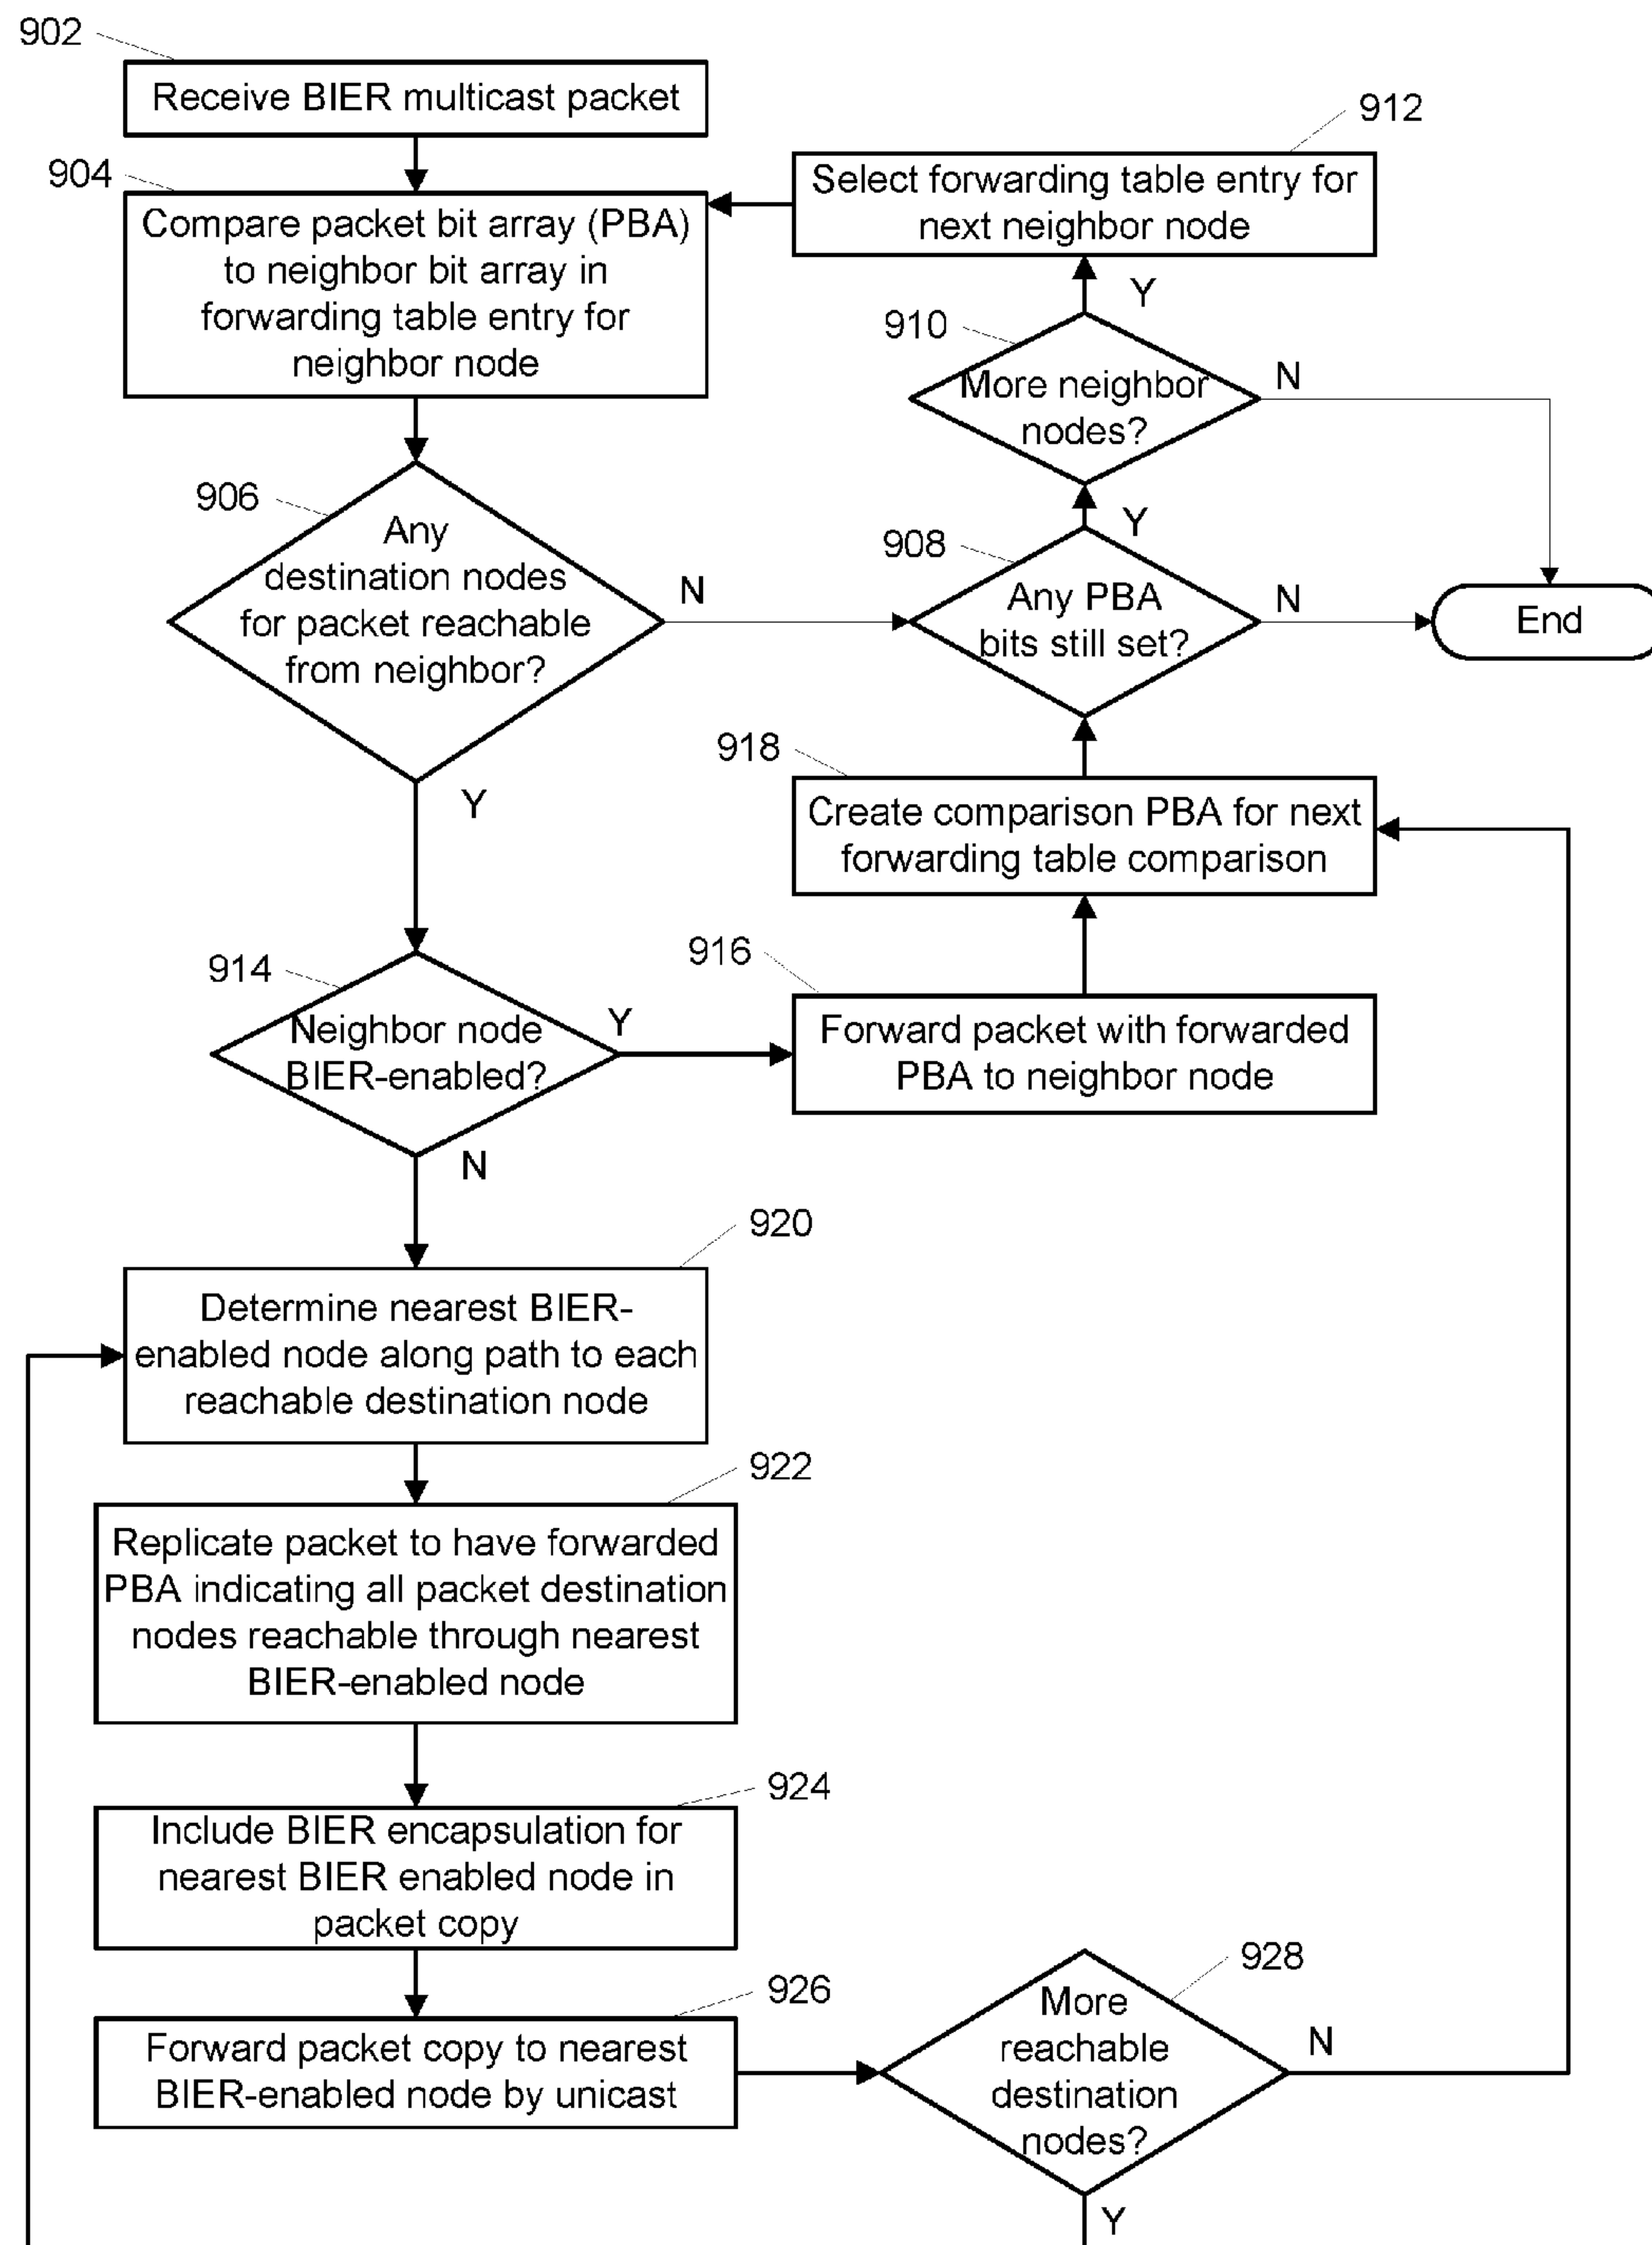 902
Receive BIER multicast packet
904
Compare packet bit array (PBA)
to neighbor bit array in
forwarding table entry for
neighbor node
912
Select forwarding table entry for
next neighbor node
Y
910
More neighbor
nodes?
N
906
Any
destination nodes
for packet reachable
from neighbor?
N
Y
Y
908
Any PBA
bits still set?
N
End
918
Create comparison PBA for next
forwarding table comparison
914
Neighbor node
BIER-enabled?
Y
N
916
Forward packet with forwarded
PBA to neighbor node
920
Determine nearest BIER-
enabled node along path to each
reachable destination node
922
Replicate packet to have forwarded
PBA indicating all packet destination
nodes reachable through nearest
BIER-enabled node
924
Include BIER encapsulation for
nearest BIER enabled node in
packet copy
926
Forward packet copy to nearest
BIER-enabled node by unicast
928
More
reachable
destination
nodes?
N
Y